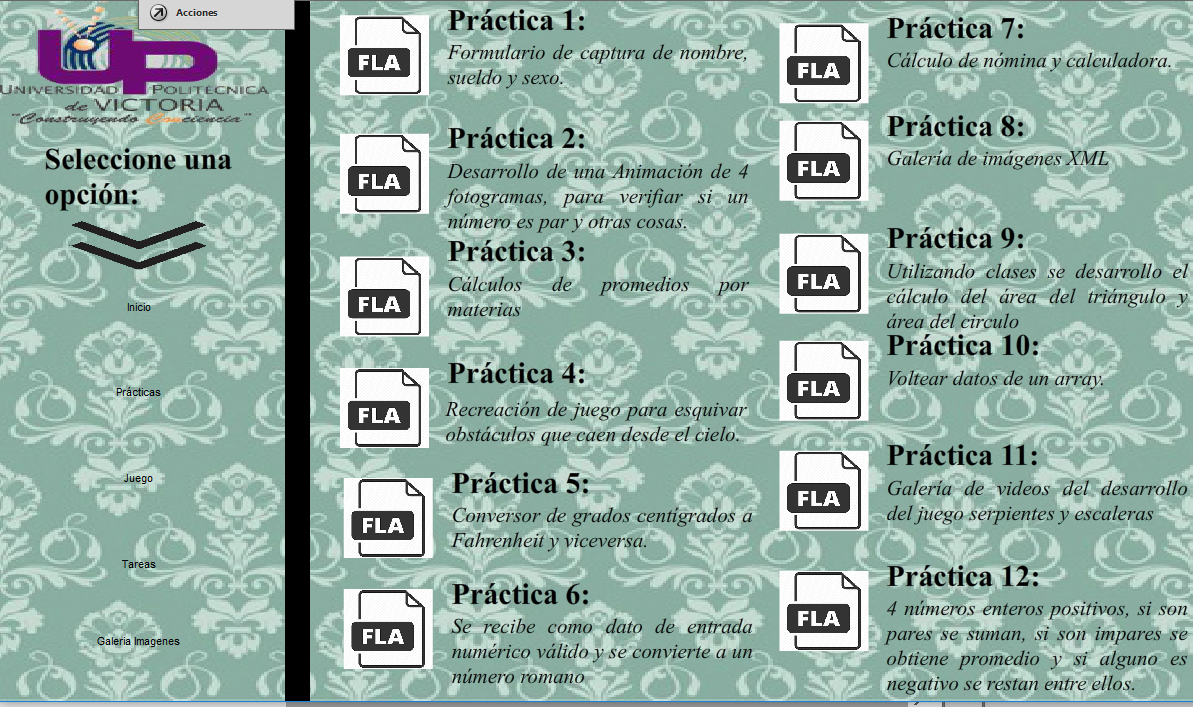 Acciones
UP
UNIVERSIDAD POLITECNICA
de VICTORIA
"Construyendo Conciencia"
Seleccione una
opción:
Inicio
Prácticas
Juego
Tareas
Galeria Imagenes
FLA
Práctica 1:
Formulario de captura de nombre,
sueldo y sexo.
FLA
Práctica 2:
Desarrollo de una Animación de 4
fotogramas, para verifiar si un
número es par y otras cosas.
FLA
Práctica 3:
Cálculos de promedios por
materias
FLA
Práctica 4:
Recreación de juego para esquivar
obstáculos que caen desde el cielo.
FLA
Práctica 5:
Conversor de grados centígrados a
Fahrenheit y viceversa.
FLA
Práctica 6:
Se recibe como dato de entrada
numérico válido y se convierte a un
número romano
FLA
Práctica 7:
Cálculo de nómina y calculadora.
FLA
Práctica 8:
Galería de imágenes XML
FLA
Práctica 9:
Utilizando clases se desarrollo el
cálculo del área del triángulo y
área del circulo
FLA
Práctica 10:
Voltear datos de un array.
FLA
Práctica 11:
Galería de videos del desarrollo
del juego serpientes y escaleras
FLA
Práctica 12:
4 números enteros positivos, si son
pares se suman, si son impares se
obtiene promedio y si alguno es
negativo se restan entre ellos.